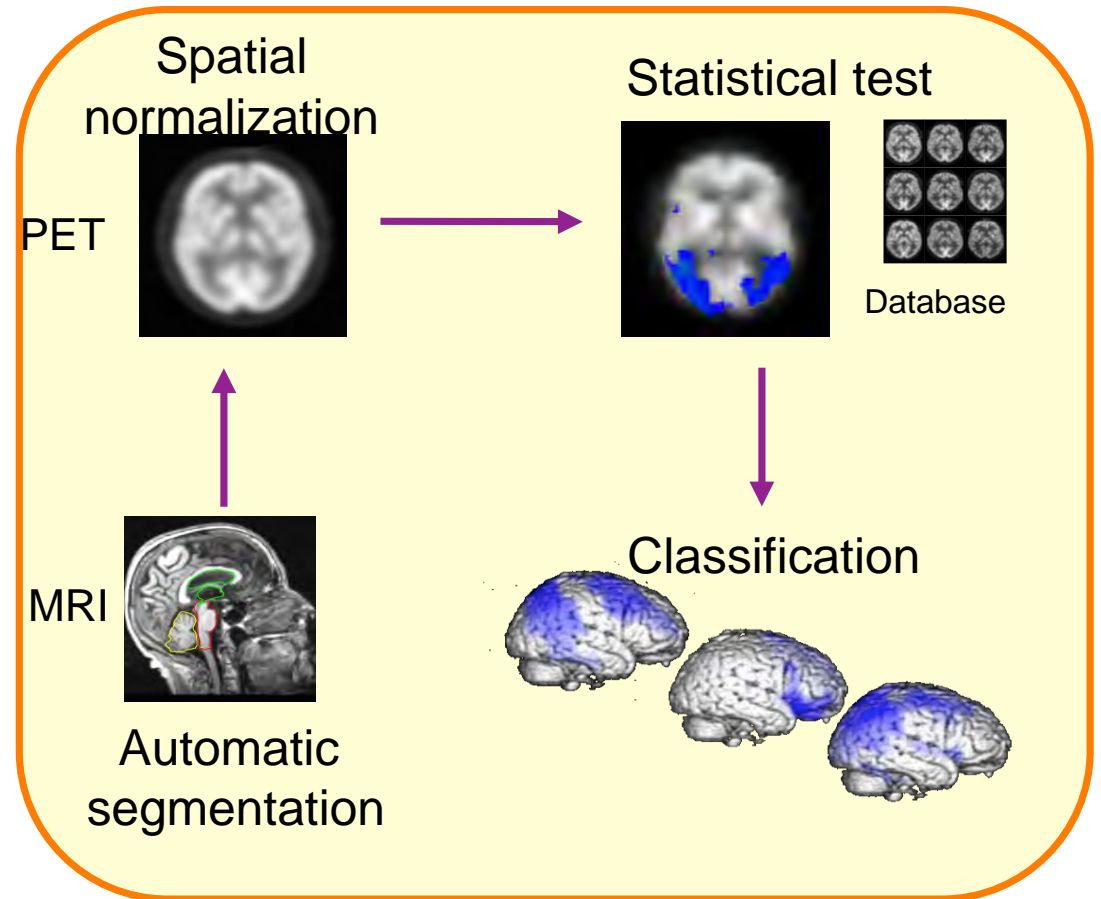 Spatial
normalization
Statistical test
PET
Database
MRI
Classification
Automatic
segmentation